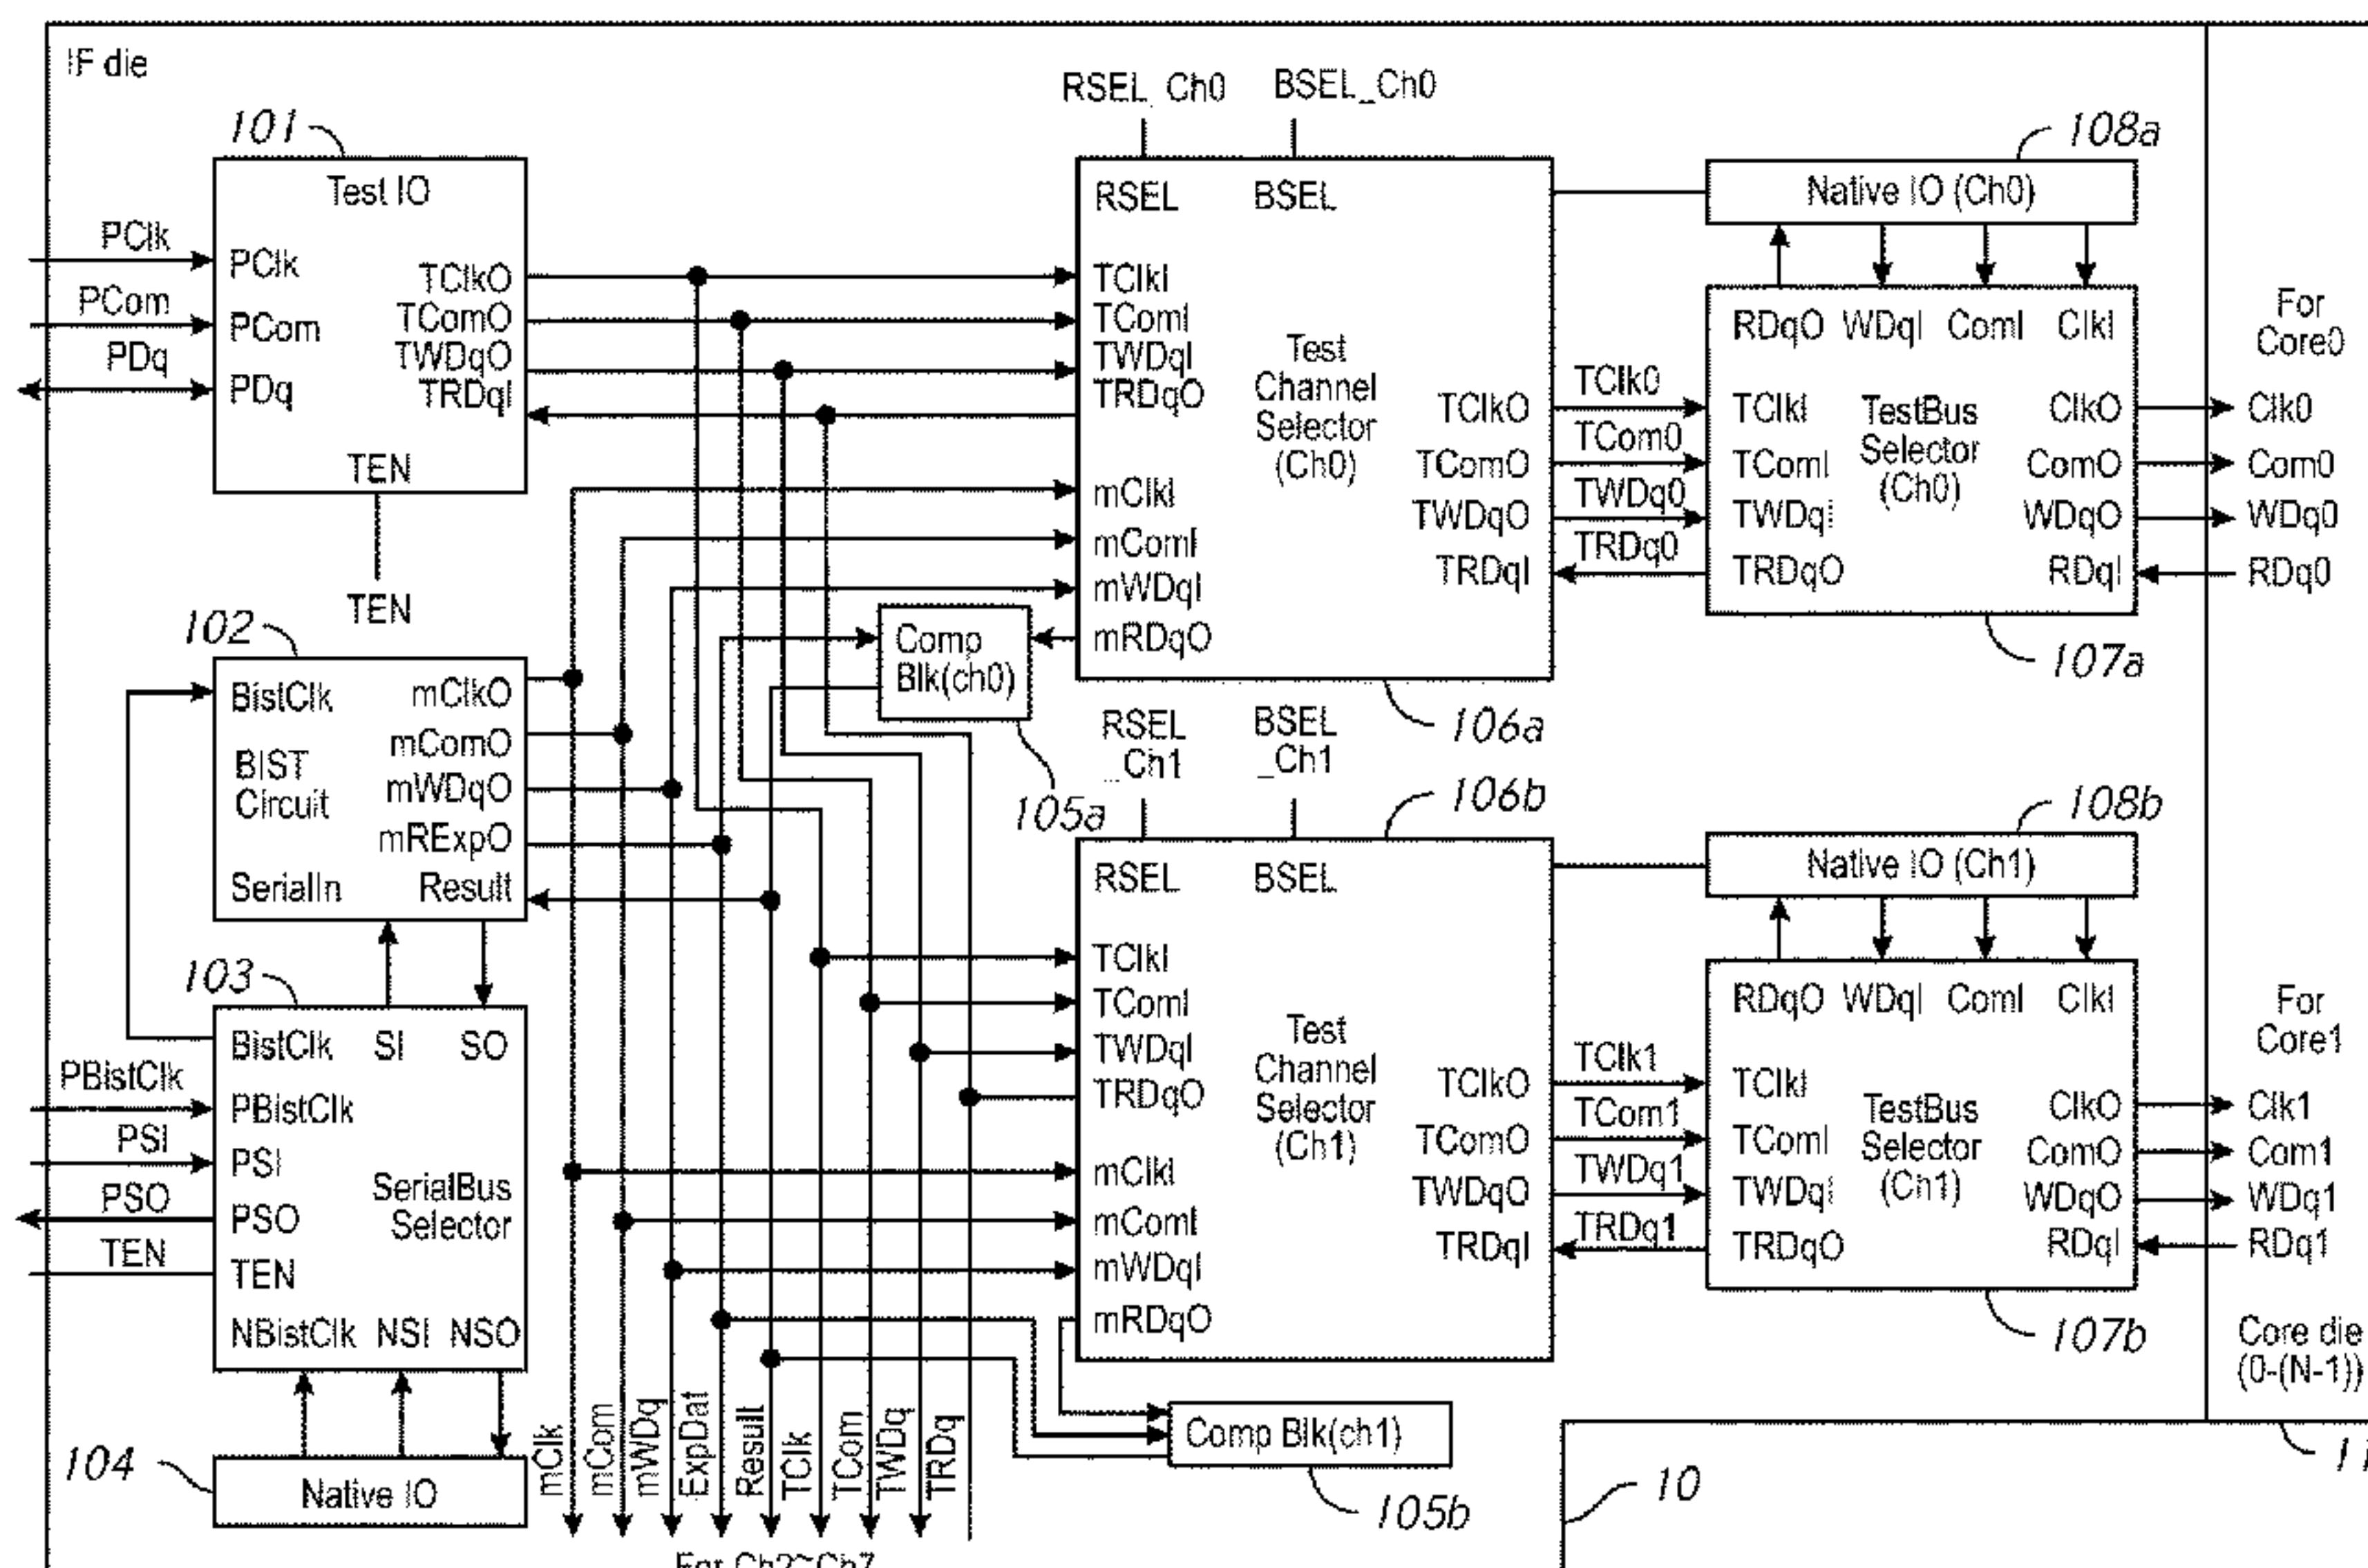 IF die
101
Test IO
PClk
PCom
PDq
PClk
PCom
PDq
TClkO
TComO
TWDqO
TRDqI
TEN
TEN
102
BistClk
BIST
Circuit
SerialIn
mClkO
mComO
mWDqO
mRExpO
Result
103
BistClk
SI
SO
PBistClk
PSI
PSO
TEN
PBistClk
PSI
PSO
TEN
SerialBus
Selector
NBistClk
NSI
NSO
104
Native IO
mClk
mCom
mWDq
ExpDat
Result
TClk
TCom
TWDq
TRDq
For Ch2~Ch7
RSEL_Ch0
BSEL_Ch0
RSEL
BSEL
TClkI
TComI
TWDqI
TRDqO
mClkI
mComI
mWDqI
mRDqO
Test
Channel
Selector
(Ch0)
TClkO
TComO
TWDqO
TRDqI
106a
Comp
Blk(ch0)
105a
TClk0
TCom0
TWDq0
TRDq0
108a
Native IO (Ch0)
RDqO
WDqI
ComI
ClkI
TClkI
TComI
TWDqi
TRDqO
TestBus
Selector
(Ch0)
ClkO
ComO
WDqO
RDqI
107a
For
Core0
Clk0
Com0
WDq0
RDq0
RSEL
_Ch1
BSEL
_Ch1
106b
RSEL
BSEL
TClkI
TComI
TWDqI
TRDqO
mClkI
mComI
mWDqI
mRDqO
Test
Channel
Selector
(Ch1)
TClkO
TComO
TWDqO
TRDqI
Comp Blk(ch1)
105b
TClk1
TCom1
TWDq1
TRDq1
108b
Native IO (Ch1)
RDqO
WDqI
ComI
ClkI
TClkI
TComI
TWDqI
TRDqO
TestBus
Selector
(Ch1)
ClkO
ComO
WDqO
RDqI
107b
For
Core1
Clk1
Com1
WDq1
RDq1
Core die
(0-(N-1))
10